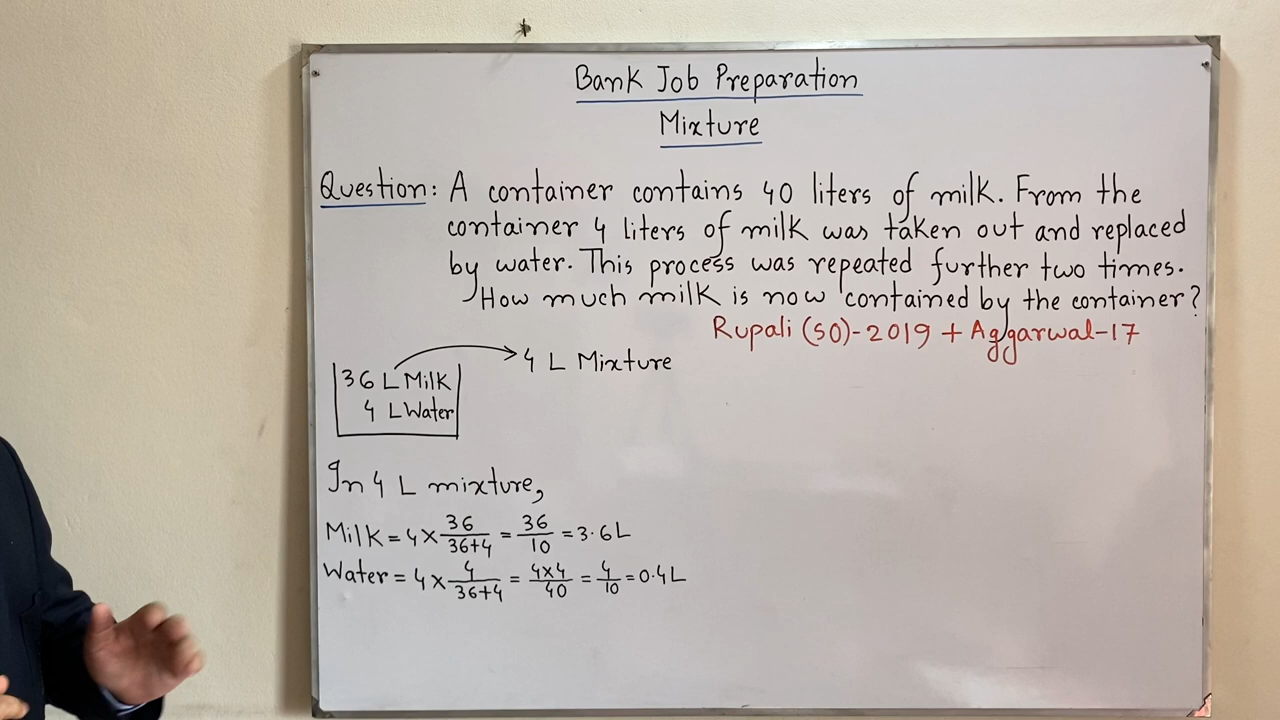 Bank Job Preparation
Mixture
Question: A container contains 40 liters of milk. From the
container 4 liters of milk was taken out and replaced
by water. This process was repeated further two times.
How much milk is now contained by the container?
Rupali (SO)-2019 + Aggarwal-17
36 L Milk
4 L Water
4 L Mixture
In 4 L mixture,
Milk = 4 × 36/36+4 = 36/10 = 3.6L
Water = 4 × 4/36+4 = 4×4/40 = 4/10 = 0.4 L